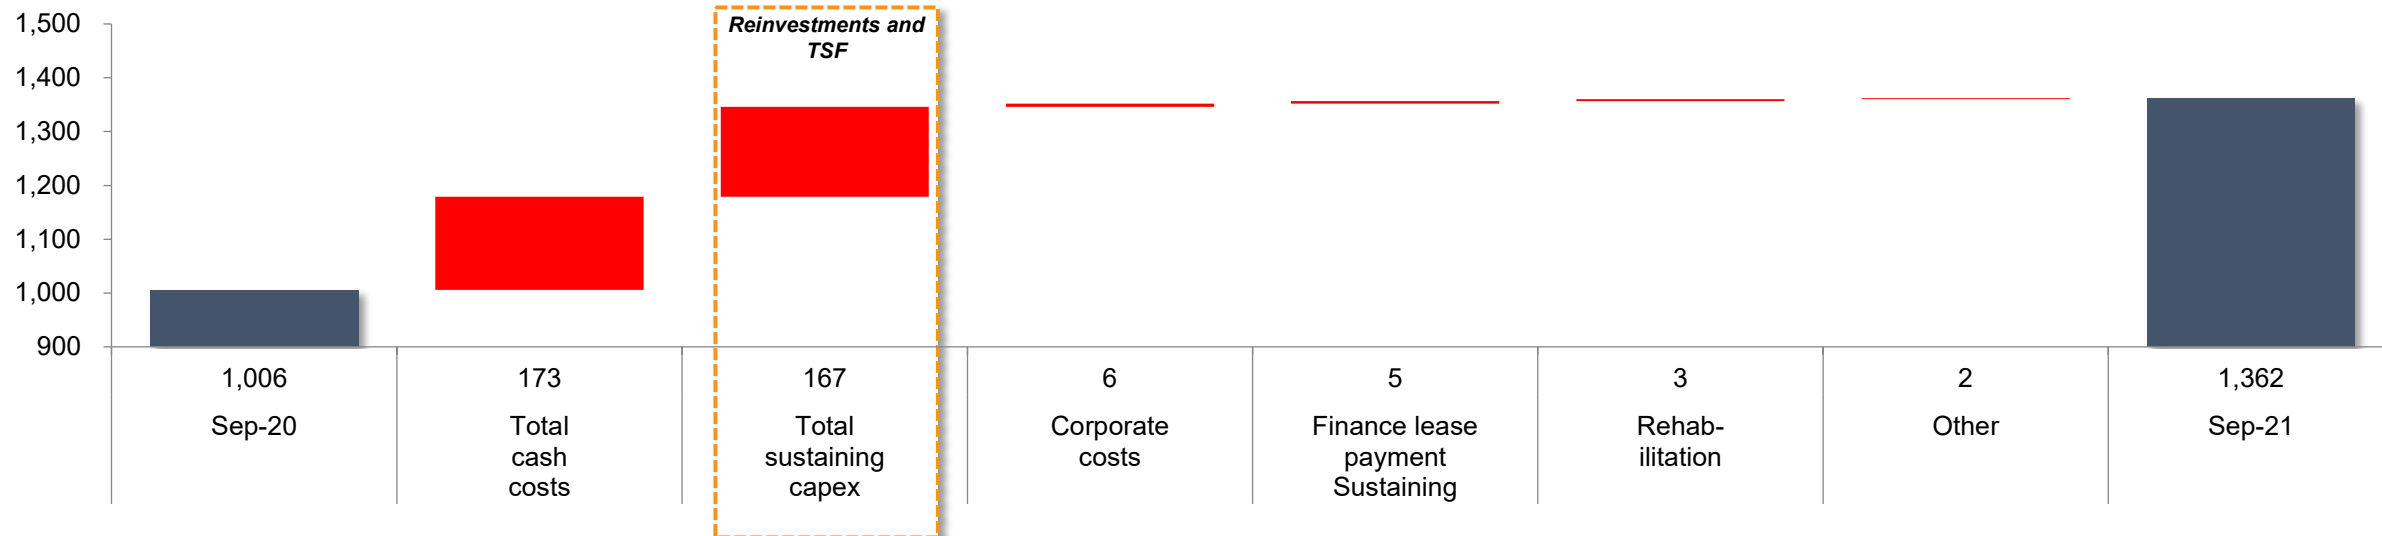 Reinvestments and
TSF
1,500
1,400
1,300
1,200
1,100
1,000
900
1,006
173
167
6
5
3
2
1,362
Sep-20
Total
cash
costs
Total
sustaining
capex
Corporate
costs
Finance lease
payment
Sustaining
Rehab-
ilitation
Other
Sep-21